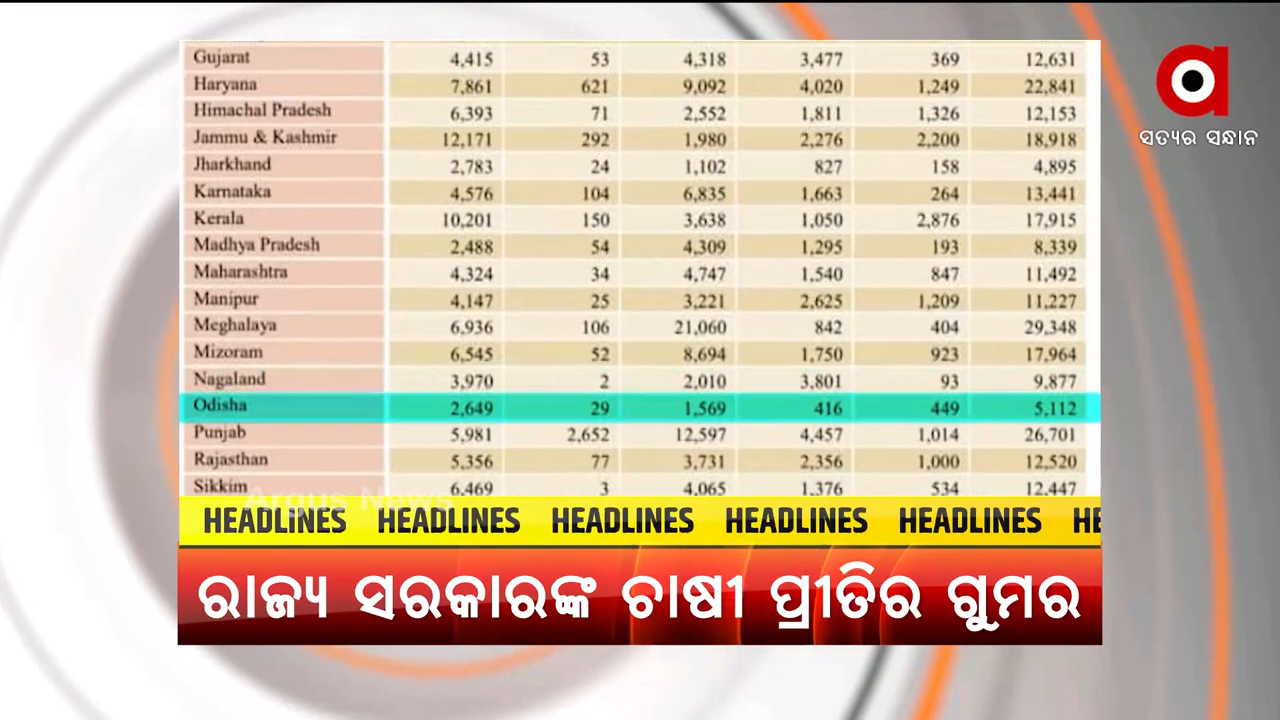 Gujarat 4,415 53 4,318 3,477 369 12,631
Haryana 7,861 621 9,092 4,020 1,249 22,841
Himachal Pradesh 6,393 71 2,552 1,811 1,326 12,153
Jammu & Kashmir 12,171 292 1,980 2,276 2,200 18,918
Jharkhand 2,783 24 1,102 827 158 4,895
Karnataka 4,576 104 6,835 1,663 264 13,441
Kerala 10,201 150 3,638 1,050 2,876 17,915
Madhya Pradesh 2,488 54 4,309 1,295 193 8,339
Maharashtra 4,324 34 4,747 1,540 847 11,492
Manipur 4,147 25 3,221 2,625 1,209 11,227
Meghalaya 6,936 106 21,060 842 404 29,348
Mizoram 6,545 52 8,694 1,750 923 17,964
Nagaland 3,970 2 2,010 3,801 93 9,877
Odisha 2,649 29 1,569 416 449 5,112
Punjab 5,981 2,652 12,597 4,457 1,014 26,701
Rajasthan 5,356 77 3,731 2,356 1,000 12,520
Sikkim 6,469 3 4,065 1,376 534 12,447
a
ସତ୍ୟର ସନ୍ଧାନ
Argus News
HEADLINES HEADLINES HEADLINES HEADLINES HEADLINES HE
ରାଜ୍ୟ ସରକାରଙ୍କ ଚାଷୀ ପ୍ରୀତିର ଗୁମର